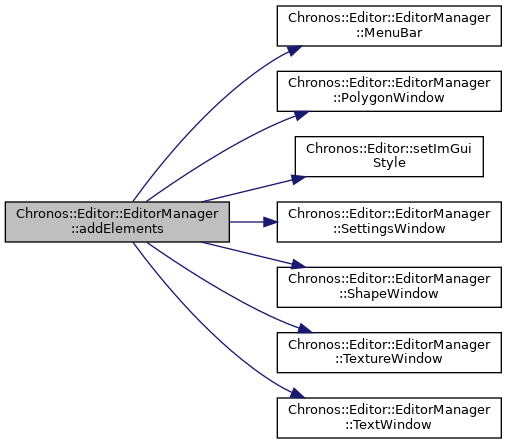 Chronos::Editor::EditorManager
::MenuBar
Chronos::Editor::EditorManager
::PolygonWindow
Chronos::Editor::setImGui
Style
Chronos::Editor::EditorManager
::addElements
Chronos::Editor::EditorManager
::SettingsWindow
Chronos::Editor::EditorManager
::ShapeWindow
Chronos::Editor::EditorManager
::TextureWindow
Chronos::Editor::EditorManager
::TextWindow